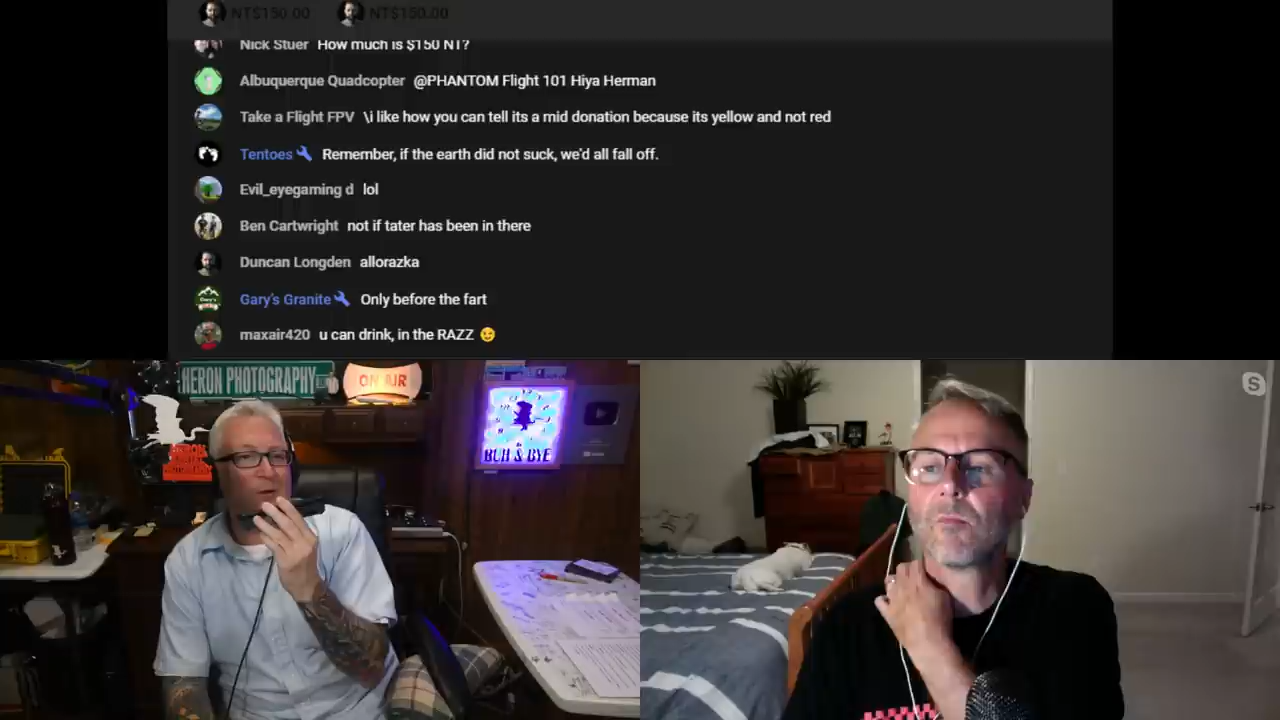 NT$150.00 NT$150.00
Nick Stuer How much is $150 NT?
Albuquerque Quadcopter @PHANTOM Flight 101 Hiya Herman
Take a Flight FPV \i like how you can tell its a mid donation because its yellow and not red
Tentoes Remember, if the earth did not suck, we'd all fall off.
Evil_eyegaming d lol
Ben Cartwright not if tater has been in there
Duncan Longden allorazka
Gary's Granite Only before the fart
maxair420 u can drink, in the RAZZ 😉
HERON PHOTOGRAPHY
ON AIR
BUH & BYE